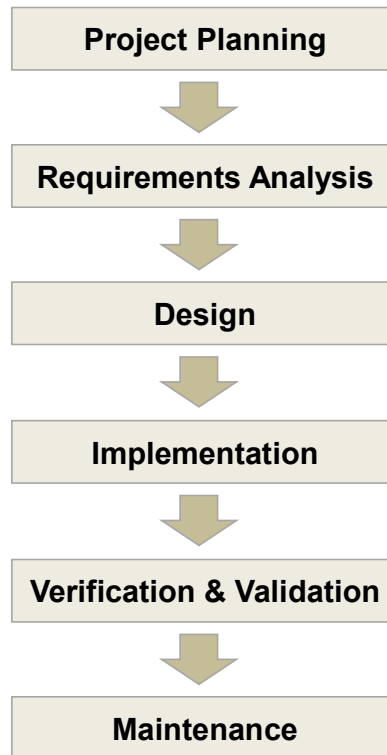 Project Planning
Requirements Analysis
Design
Implementation
Verification & Validation
Maintenance